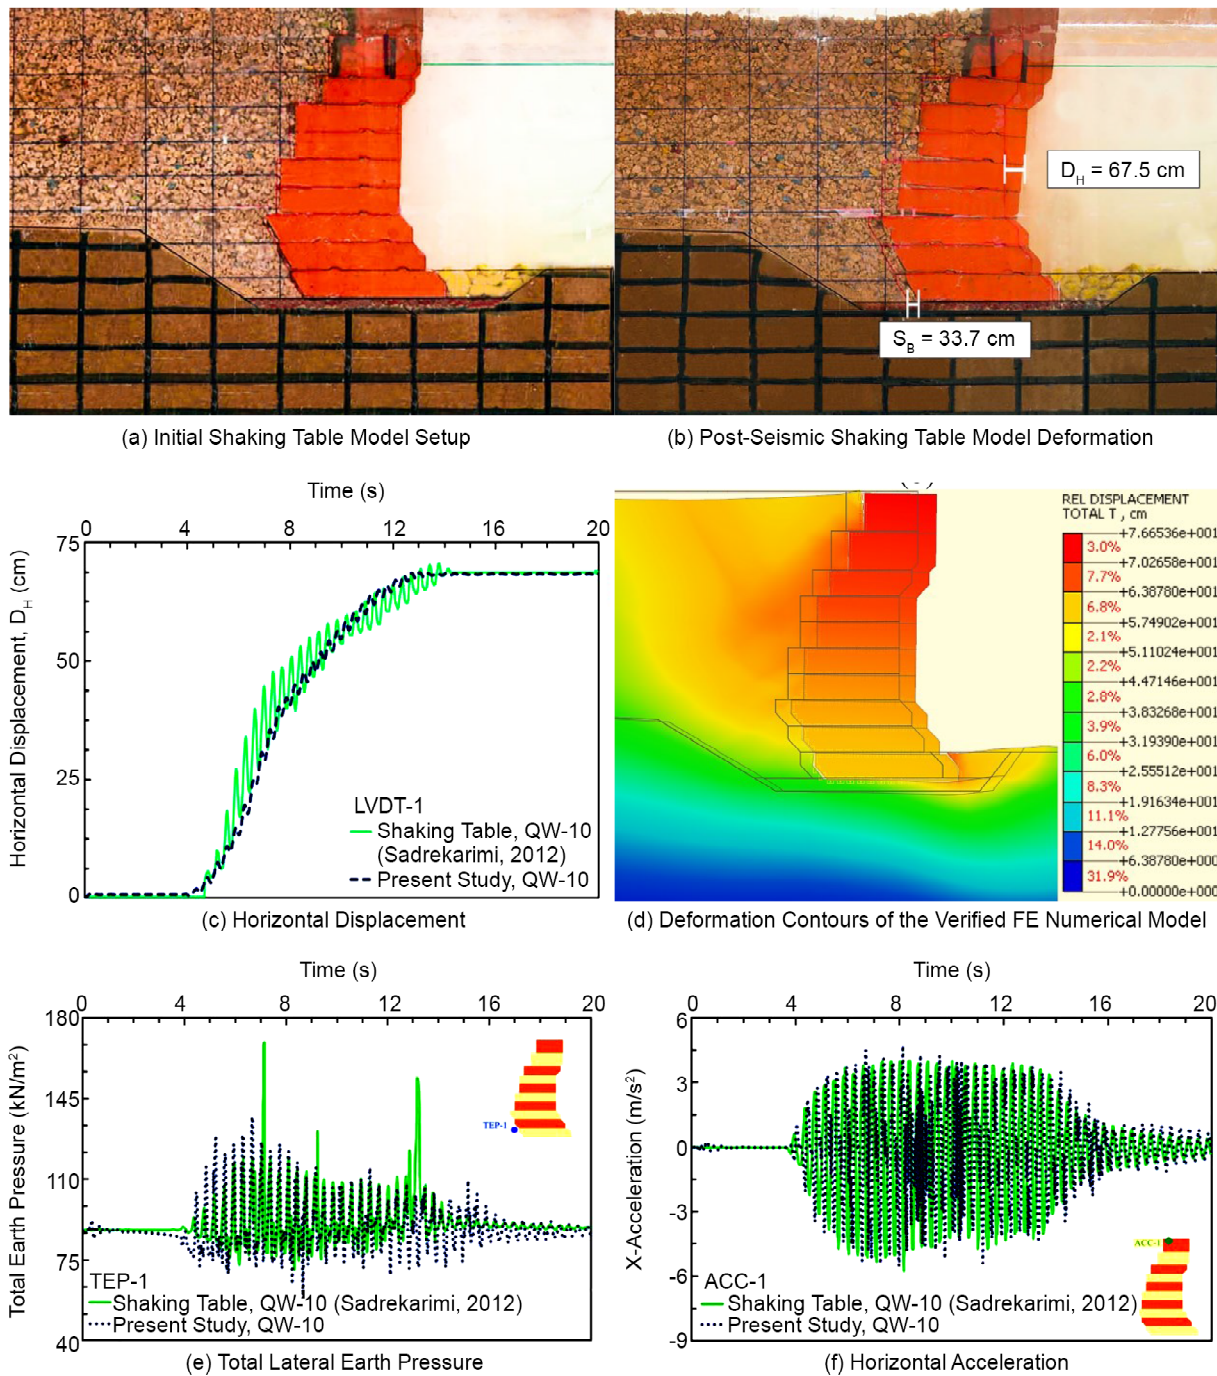 D_H = 67.5 cm
S_B = 33.7 cm
(a) Initial Shaking Table Model Setup
(b) Post-Seismic Shaking Table Model Deformation
Time (s)
0 4 8 12 16 20
75
50
25
0
Horizontal Displacement, D_H (cm)
LVDT-1
Shaking Table, QW-10
(Sadrekarimi, 2012)
Present Study, QW-10
(c) Horizontal Displacement
REL DISPLACEMENT
TOTAL T , cm
+7.66536e+001
3.0%
+7.02658e+001
7.7%
+6.38780e+001
6.8%
+5.74902e+001
2.1%
+5.11024e+001
2.2%
+4.47146e+001
2.8%
+3.83268e+001
3.9%
+3.19390e+001
6.0%
+2.55512e+001
8.3%
+1.91634e+001
11.1%
+1.27756e+001
14.0%
+6.38780e+000
31.9%
+0.00000e+000
(d) Deformation Contours of the Verified FE Numerical Model
Time (s)
0 4 8 12 16 20
180
145
110
75
40
Total Earth Pressure (kN/m²)
TEP-1
TEP-1
Shaking Table, QW-10 (Sadrekarimi, 2012)
Present Study, QW-10
(e) Total Lateral Earth Pressure
Time (s)
0 4 8 12 16 20
6
3
0
-3
-6
-9
X-Acceleration (m/s²)
ACC-1
ACC-1
Shaking Table, QW-10 (Sadrekarimi, 2012)
Present Study, QW-10
(f) Horizontal Acceleration